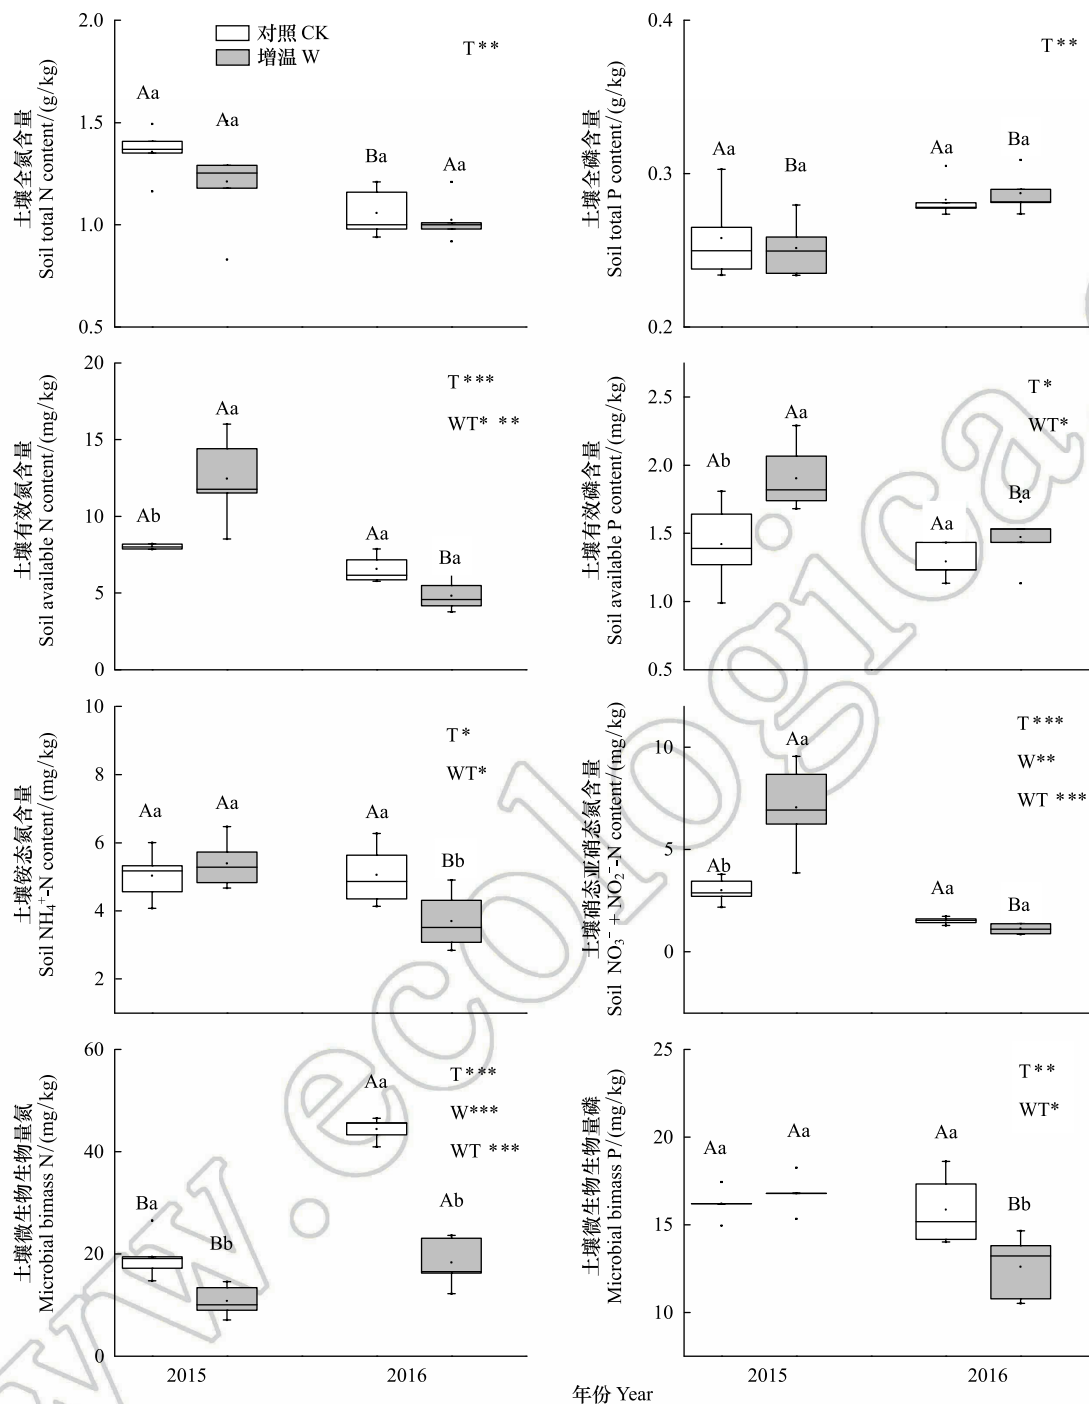 2.0
1.5
1.0
0.5
土壤全氮含量
Soil total N content/(g/kg)
对照 CK
增温 W
T**
Aa
Aa
Ba
Aa
0.4
0.3
0.2
土壤全磷含量
Soil total P content/(g/kg)
T**
Aa
Ba
Aa
Ba
20
15
10
5
0
土壤有效氮含量
Soil available N content/(mg/kg)
T***
WT* **
Ab
Aa
Aa
Ba
2.5
2.0
1.5
1.0
0.5
土壤有效磷含量
Soil available P content/(mg/kg)
T*
WT*
Ab
Aa
Aa
Ba
10
8
6
4
2
土壤铵态氮含量
Soil NH₄⁺-N content/(mg/kg)
T*
WT*
Aa
Aa
Aa
Bb
10
5
0
土壤硝态亚硝态氮含量
Soil NO₃⁻ + NO₂⁻-N content/(mg/kg)
T***
W**
WT ***
Ab
Aa
Aa
Ba
60
40
20
0
土壤微生物生物量氮
Microbial bimass N/(mg/kg)
T***
W***
WT ***
Ba
Bb
Aa
Ab
25
20
15
10
土壤微生物生物量磷
Microbial bimass P/(mg/kg)
T**
WT*
Aa
Aa
Aa
Bb
2015
2016
2015
2016
年份 Year
www.ecologica